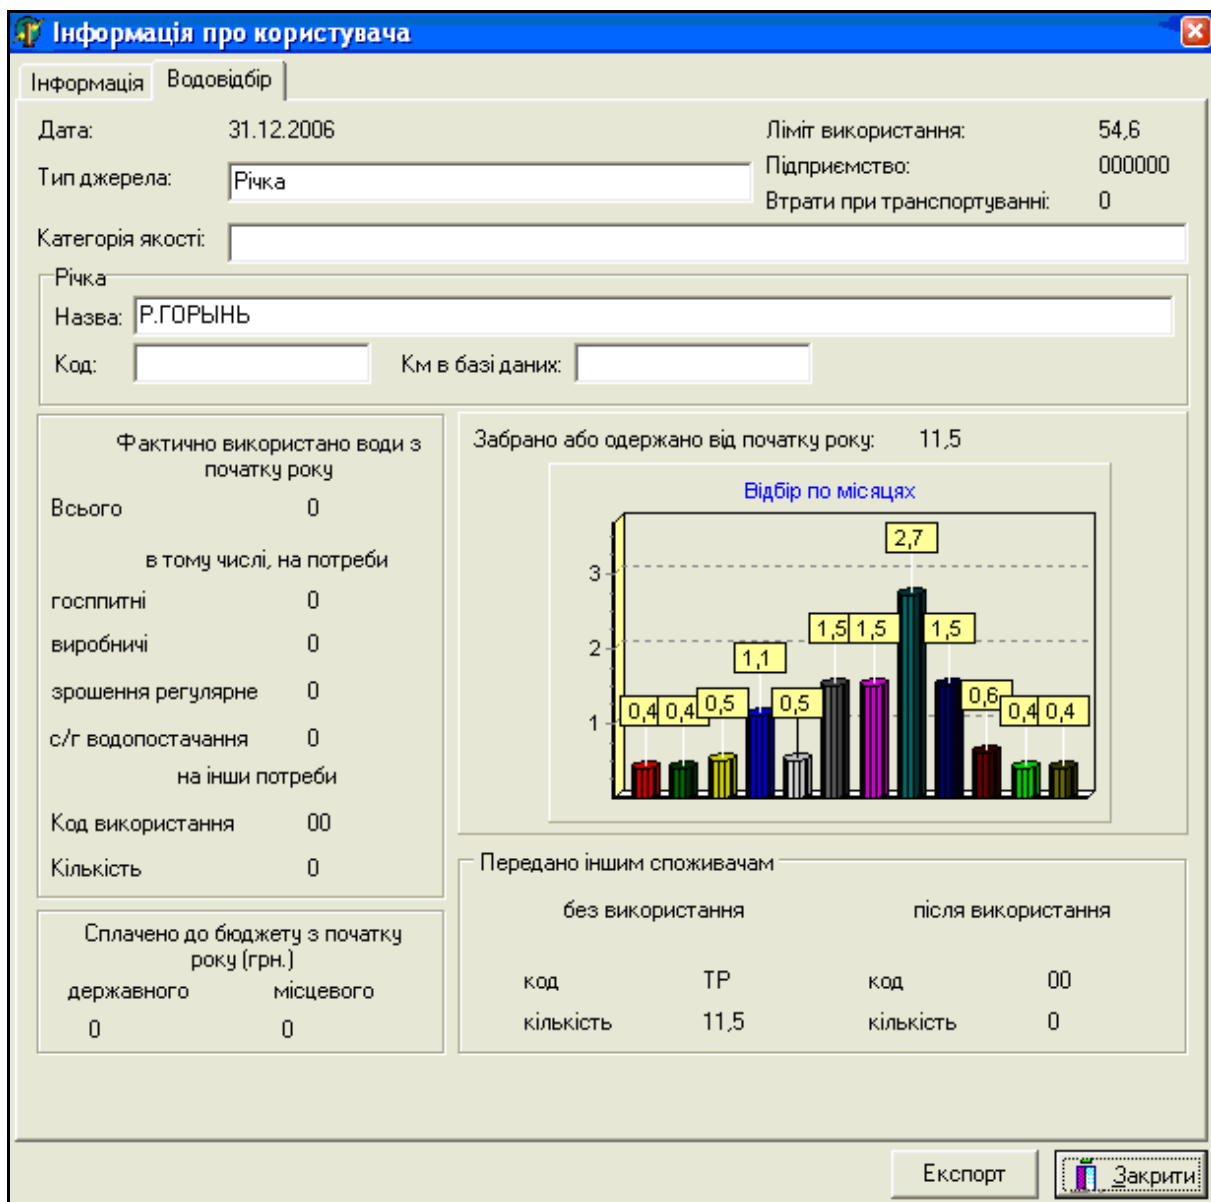 Інформація про користувача
Інформація Водовідбір
Дата: 31.12.2006 Ліміт використання: 54,6
Тип джерела: Річка Підприємство: 000000
Втрати при транспортуванні: 0
Категорія якості:
Річка
Назва: Р.ГОРЫНЬ
Код: Км в базі даних:
Фактично використано води з
початку року
Всього 0
в тому числі, на потреби
госппитні 0
виробничі 0
зрошення регулярне 0
с/г водопостачання 0
на інши потреби
Код використання 00
Кількість 0
Сплачено до бюджету з початку
року (грн.)
державного місцевого
0 0
Забрано або одержано від початку року: 11,5
Відбір по місяцях
2,7
3
1,5 1,5 1,5
2
1,1
0,4 0,4 0,5 0,5 0,6 0,4 0,4
1
Передано іншим споживачам
без використання після використання
код ТР код 00
кількість 11,5 кількість 0
Експорт Закрити